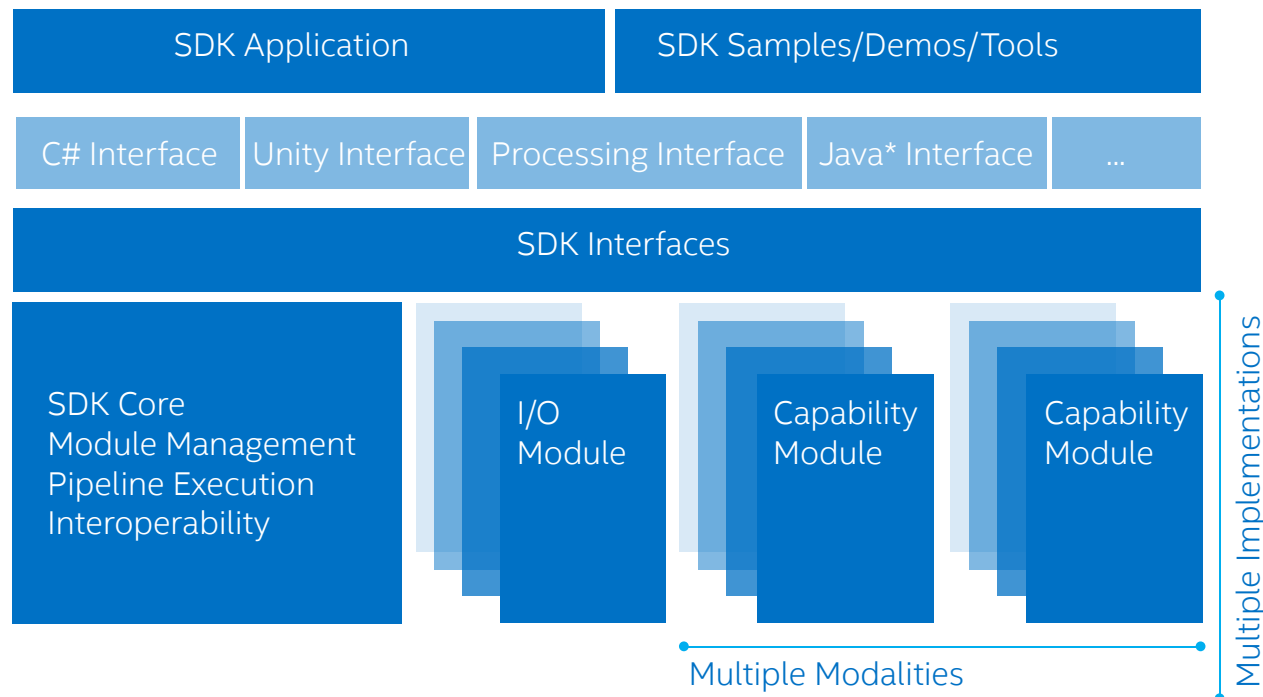 SDK Application
SDK Samples/Demos/Tools
C# Interface
Unity Interface
Processing Interface
Java* Interface
...
SDK Interfaces
SDK Core
Module Management
Pipeline Execution
Interoperability
I/O
Module
Capability
Module
Capability
Module
Multiple Implementations
Multiple Modalities